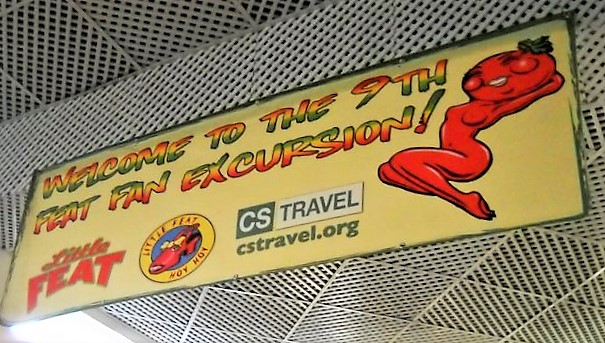 WELCOME TO THE 9TH
FEAT FAN EXCURSION!
Little
FEAT
LITTLE FEAT
HOY HOY
CS TRAVEL
cstravel.org